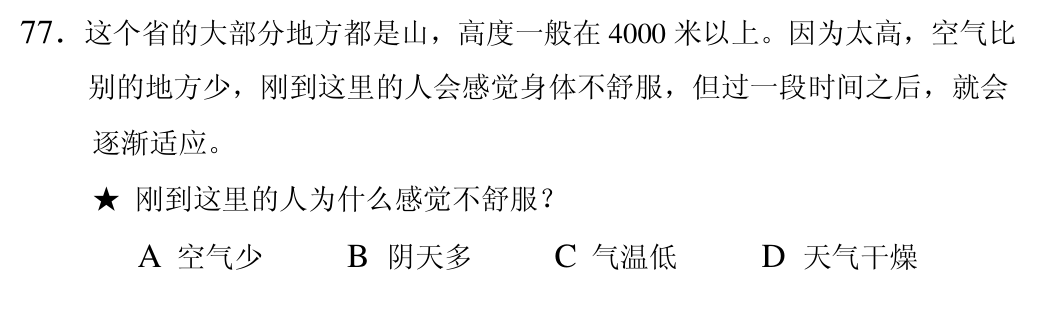 77．这个省的大部分地方都是山，高度一般在 4000 米以上。因为太高，空气比
别的地方少，刚到这里的人会感觉身体不舒服，但过一段时间之后，就会
逐渐适应。
★ 刚到这里的人为什么感觉不舒服？
A 空气少 B 阴天多 C 气温低 D 天气干燥